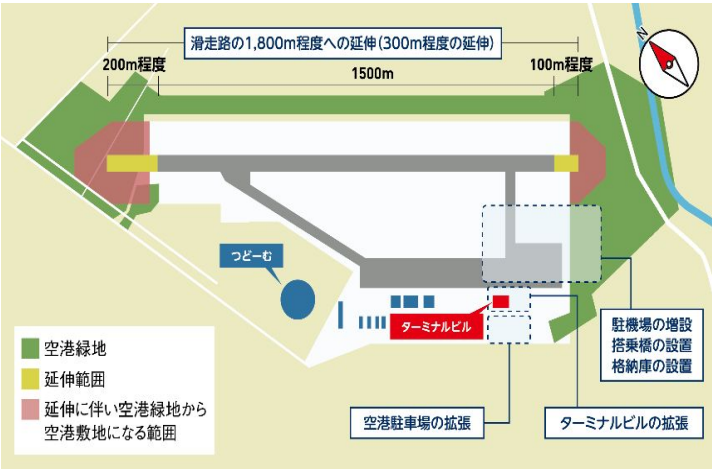 滑走路の1,800m程度への延伸(300m程度の延伸)
200m程度
1500m
100m程度
N
つどーむ
ターミナルビル
空港緑地
延伸範囲
延伸に伴い空港緑地から
空港敷地になる範囲
駐機場の増設
搭乗橋の設置
格納庫の設置
空港駐車場の拡張
ターミナルビルの拡張